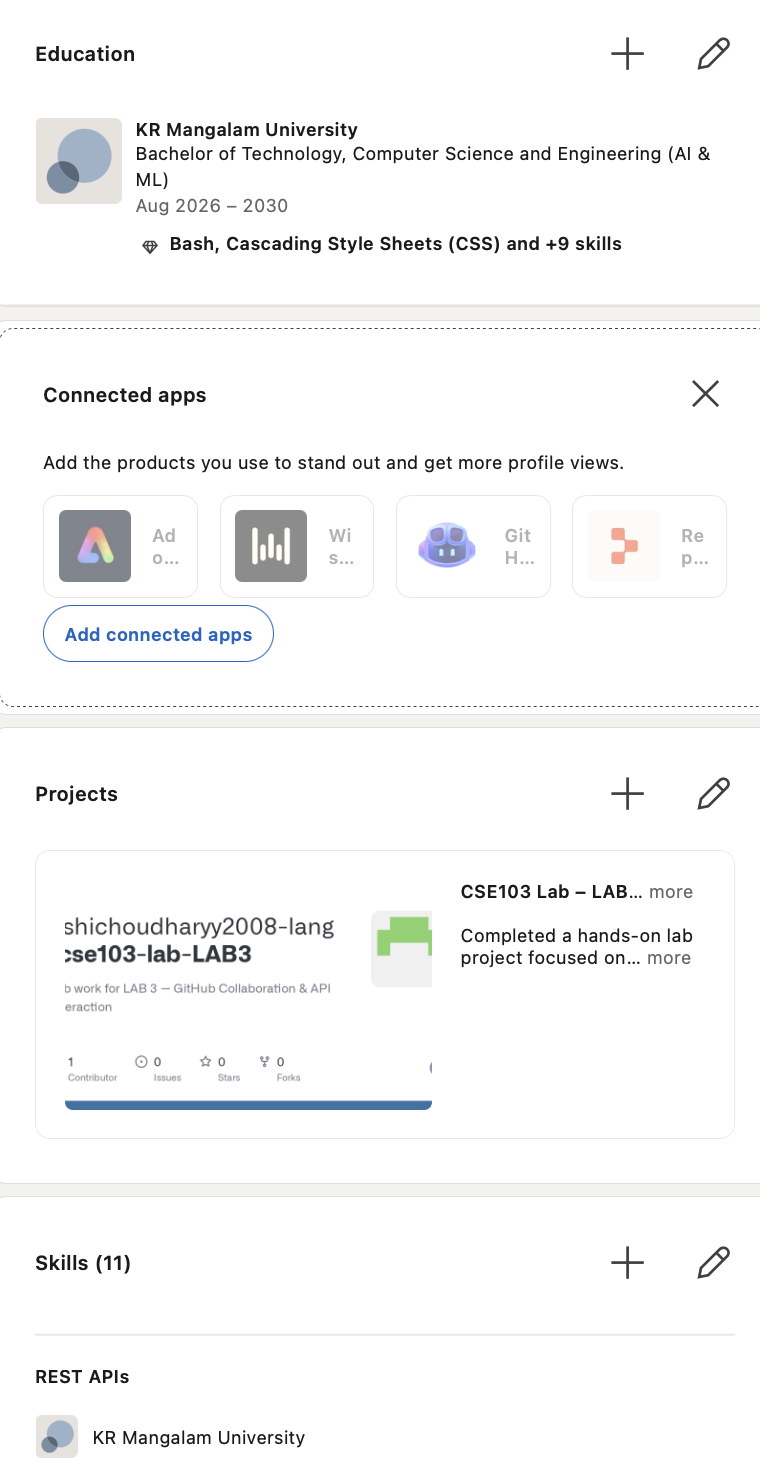 Education
KR Mangalam University
Bachelor of Technology, Computer Science and Engineering (AI &
ML)
Aug 2026 – 2030
Bash, Cascading Style Sheets (CSS) and +9 skills
Connected apps
Add the products you use to stand out and get more profile views.
Ad
o...
Wi
s...
Git
H...
Re
p...
Add connected apps
Projects
shichoudharyy2008-lang
cse103-lab-LAB3
b work for LAB 3 — GitHub Collaboration & API
eraction
1
Contributor
0
Issues
0
Stars
0
Forks
CSE103 Lab – LAB... more
Completed a hands-on lab
project focused on... more
Skills (11)
REST APIs
KR Mangalam University